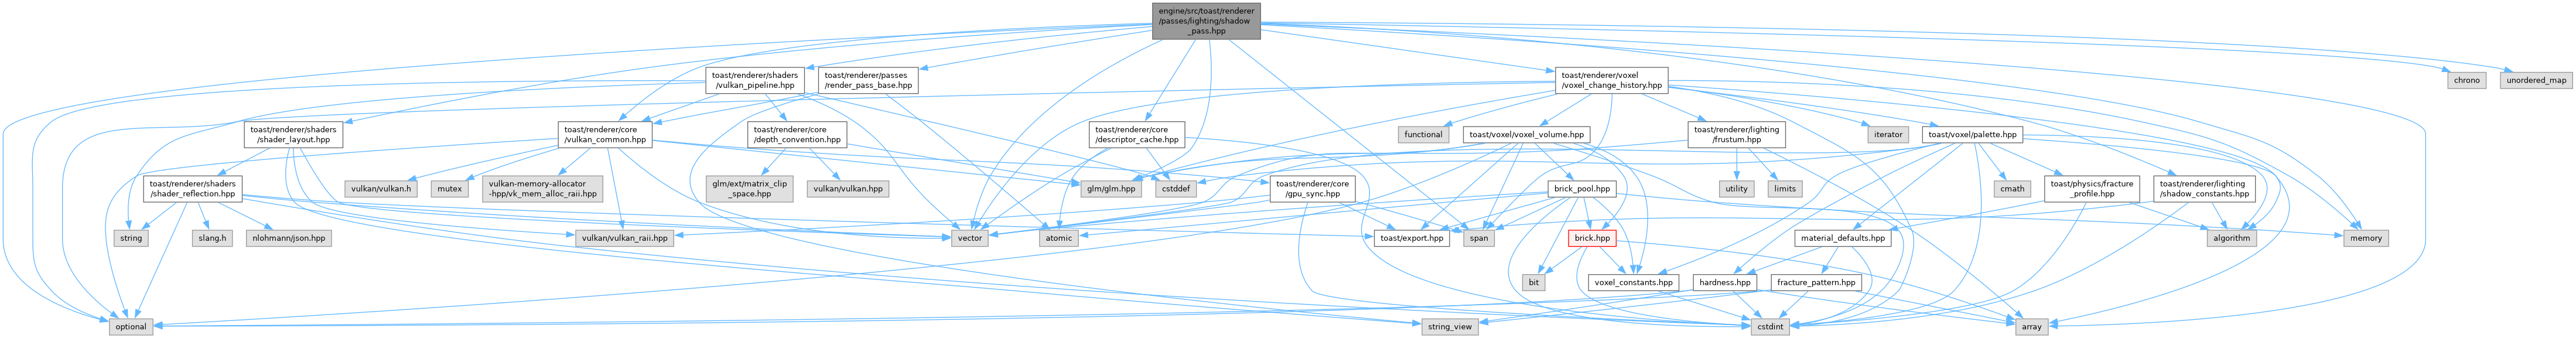 engine/src/toast/renderer
/passes/lighting/shadow
_pass.hpp
toast/renderer/shaders
/vulkan_pipeline.hpp
toast/renderer/passes
/render_pass_base.hpp
toast/renderer/voxel
/voxel_change_history.hpp
chrono
unordered_map
toast/renderer/shaders
/shader_layout.hpp
toast/renderer/core
/vulkan_common.hpp
toast/renderer/core
/depth_convention.hpp
toast/renderer/core
/descriptor_cache.hpp
functional
toast/voxel/voxel_volume.hpp
toast/renderer/lighting
/frustum.hpp
iterator
toast/voxel/palette.hpp
toast/renderer/shaders
/shader_reflection.hpp
vulkan/vulkan.h
mutex
vulkan-memory-allocator
-hpp/vk_mem_alloc_raii.hpp
glm/ext/matrix_clip
_space.hpp
vulkan/vulkan.hpp
glm/glm.hpp
cstddef
toast/renderer/core
/gpu_sync.hpp
brick_pool.hpp
utility
limits
cmath
toast/physics/fracture
_profile.hpp
toast/renderer/lighting
/shadow_constants.hpp
string
slang.h
nlohmann/json.hpp
vulkan/vulkan_raii.hpp
vector
atomic
toast/export.hpp
span
brick.hpp
material_defaults.hpp
algorithm
memory
bit
voxel_constants.hpp
hardness.hpp
fracture_pattern.hpp
optional
string_view
cstdint
array